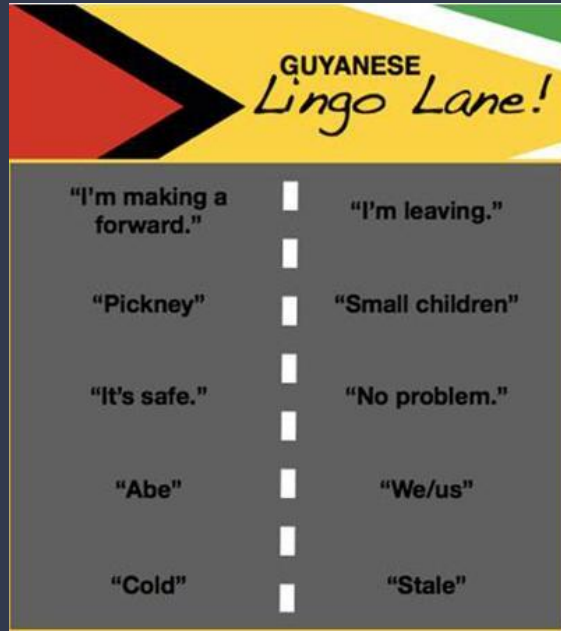 GUYANESE
Lingo Lane!
“I’m making a
forward.”
“I’m leaving.”
“Pickney”
“Small children”
“It’s safe.”
“No problem.”
“Abe”
“We/us”
“Cold”
“Stale”